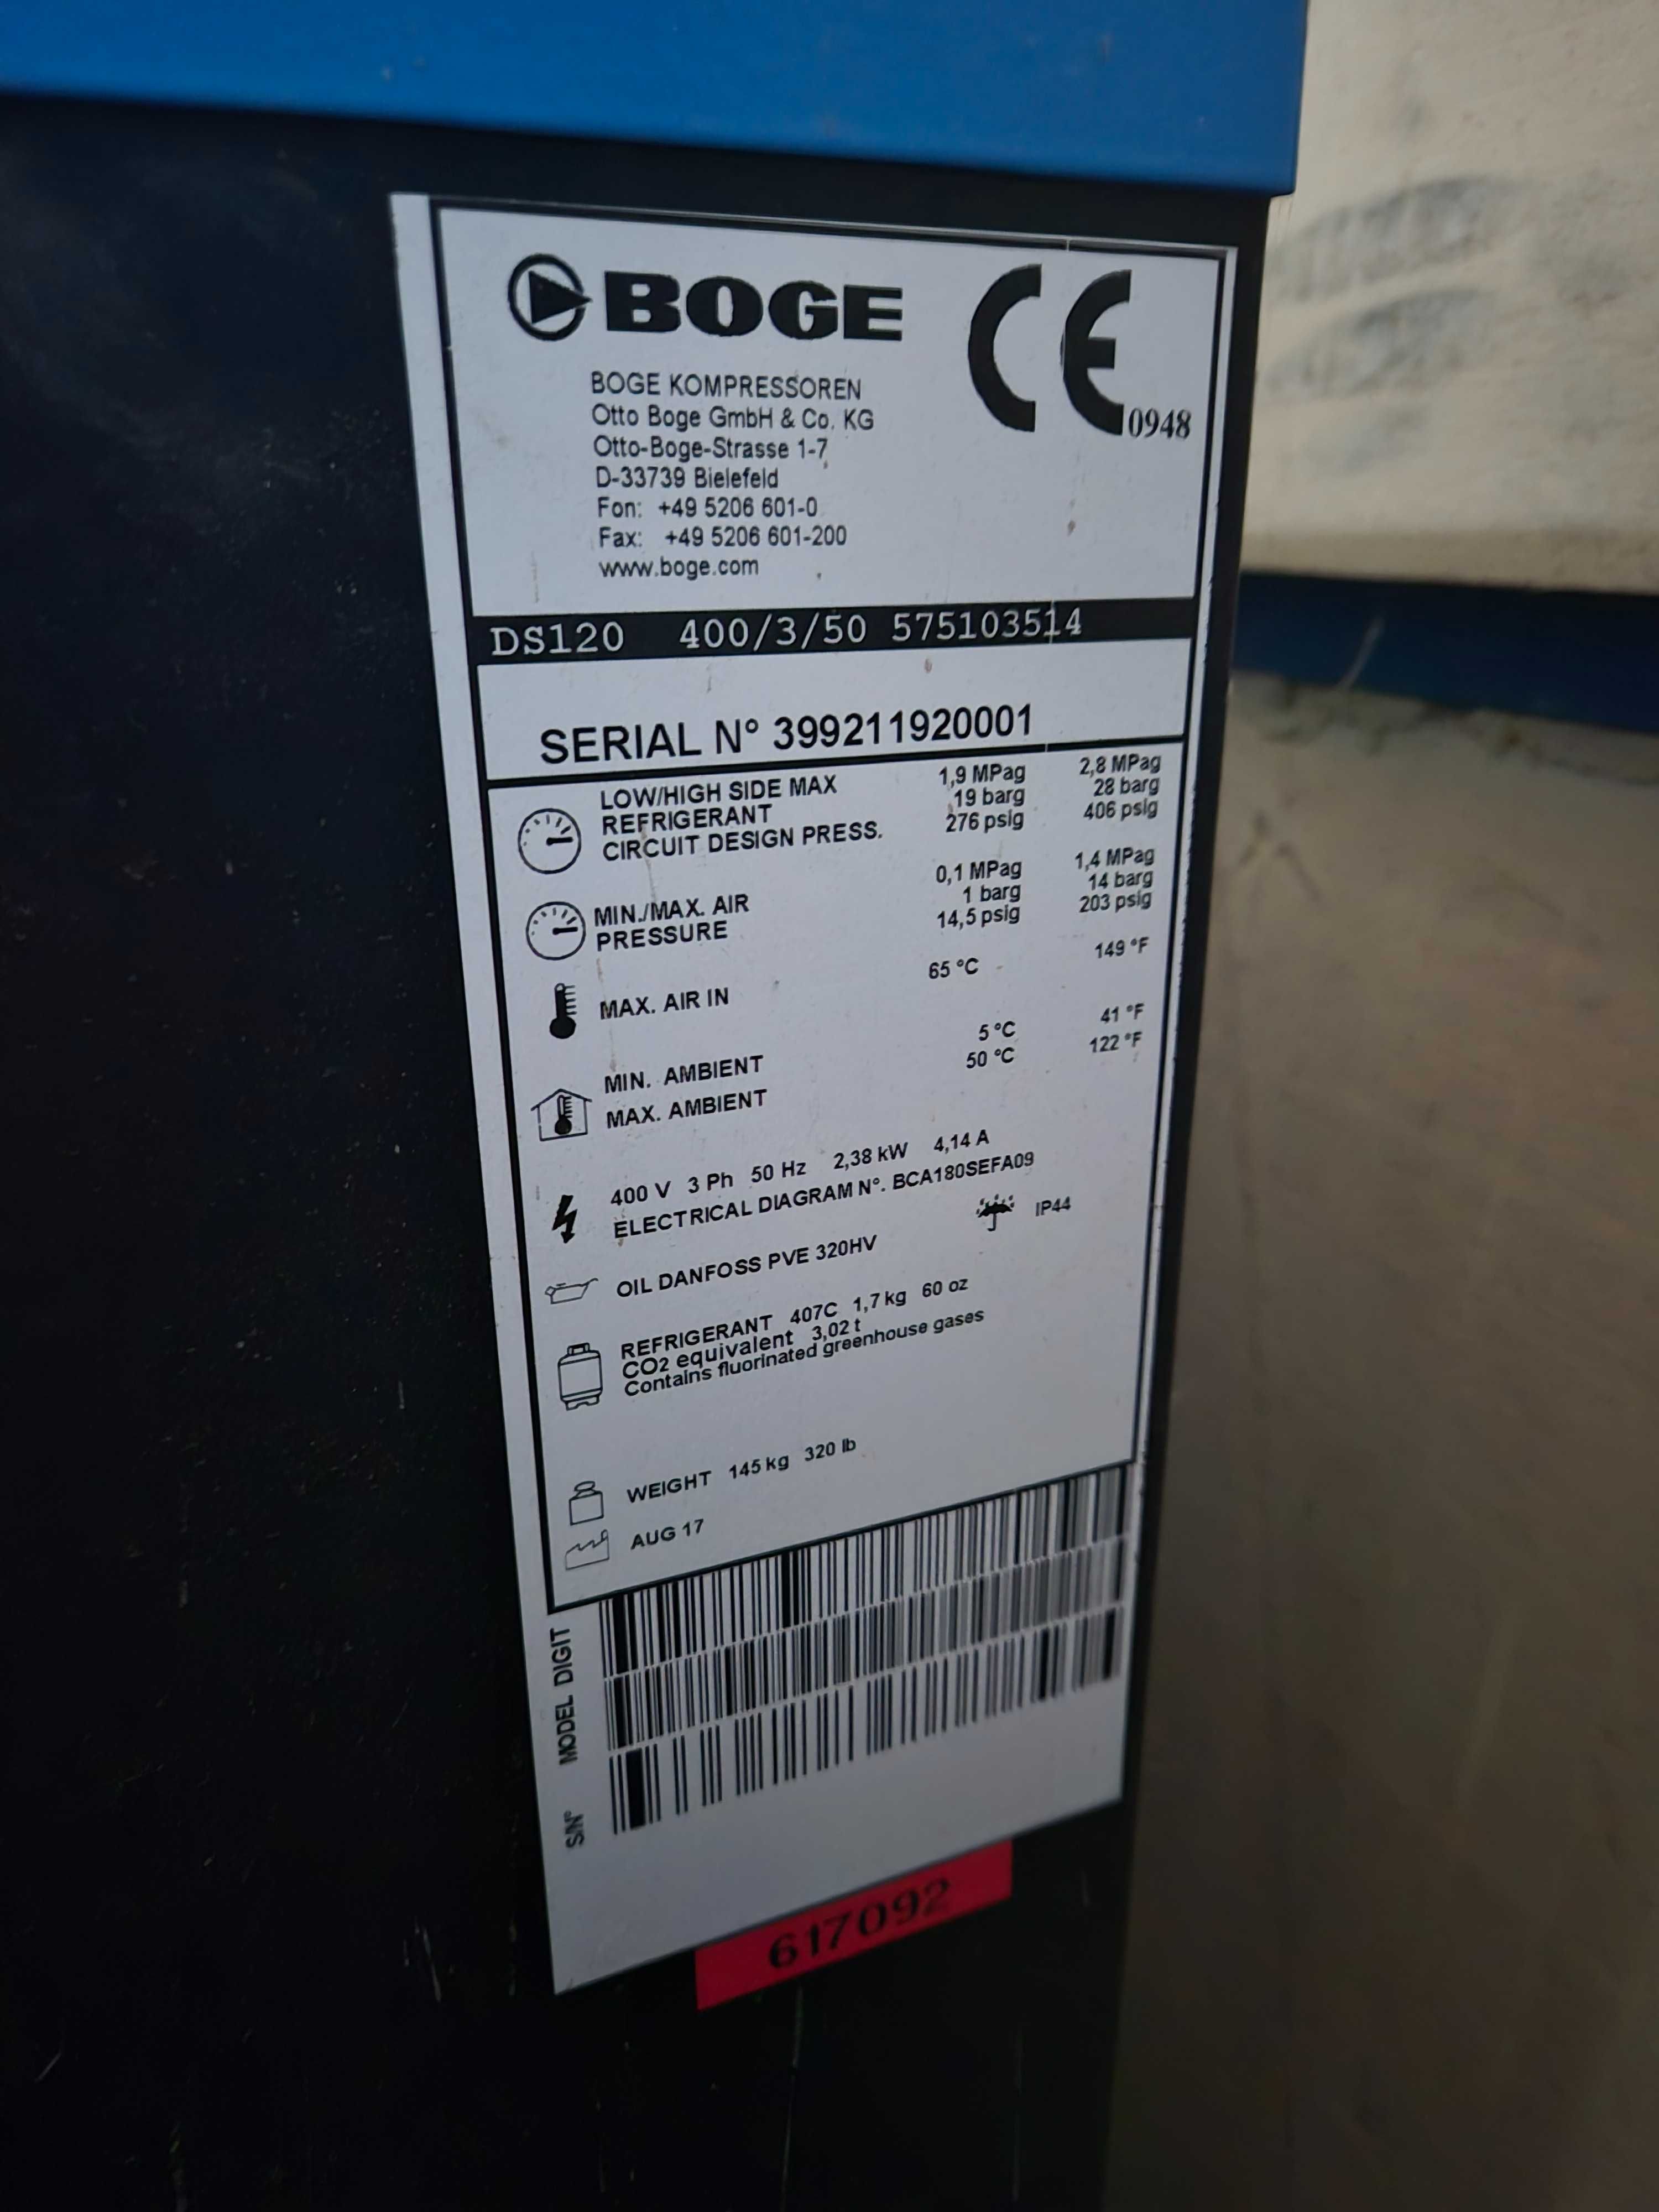 BOGE
CE
0948
BOGE KOMPRESSOREN
Otto Boge GmbH & Co. KG
Otto-Boge-Strasse 1-7
D-33739 Bielefeld
Fon: +49 5206 601-0
Fax: +49 5206 601-200
www.boge.com
DS120 400/3/50 575103514
SERIAL N° 399211920001
LOW/HIGH SIDE MAX 1,9 MPag 2,8 MPag
REFRIGERANT 19 barg 28 barg
CIRCUIT DESIGN PRESS. 276 psig 406 psig
0,1 MPag 1,4 MPag
MIN./MAX. AIR 1 barg 14 barg
PRESSURE 14,5 psig 203 psig
MAX. AIR IN 65 °C 149 °F
MIN. AMBIENT 5 °C 41 °F
MAX. AMBIENT 50 °C 122 °F
400 V 3 Ph 50 Hz 2,38 kW 4,14 A
ELECTRICAL DIAGRAM N°. BCA180SEFA09
OIL DANFOSS PVE 320HV IP44
REFRIGERANT 407C 1,7 kg 60 oz
CO2 equivalent 3,02 t
Contains fluorinated greenhouse gases
WEIGHT 145 kg 320 lb
AUG 17
MODEL DIGIT
S/N°
617092